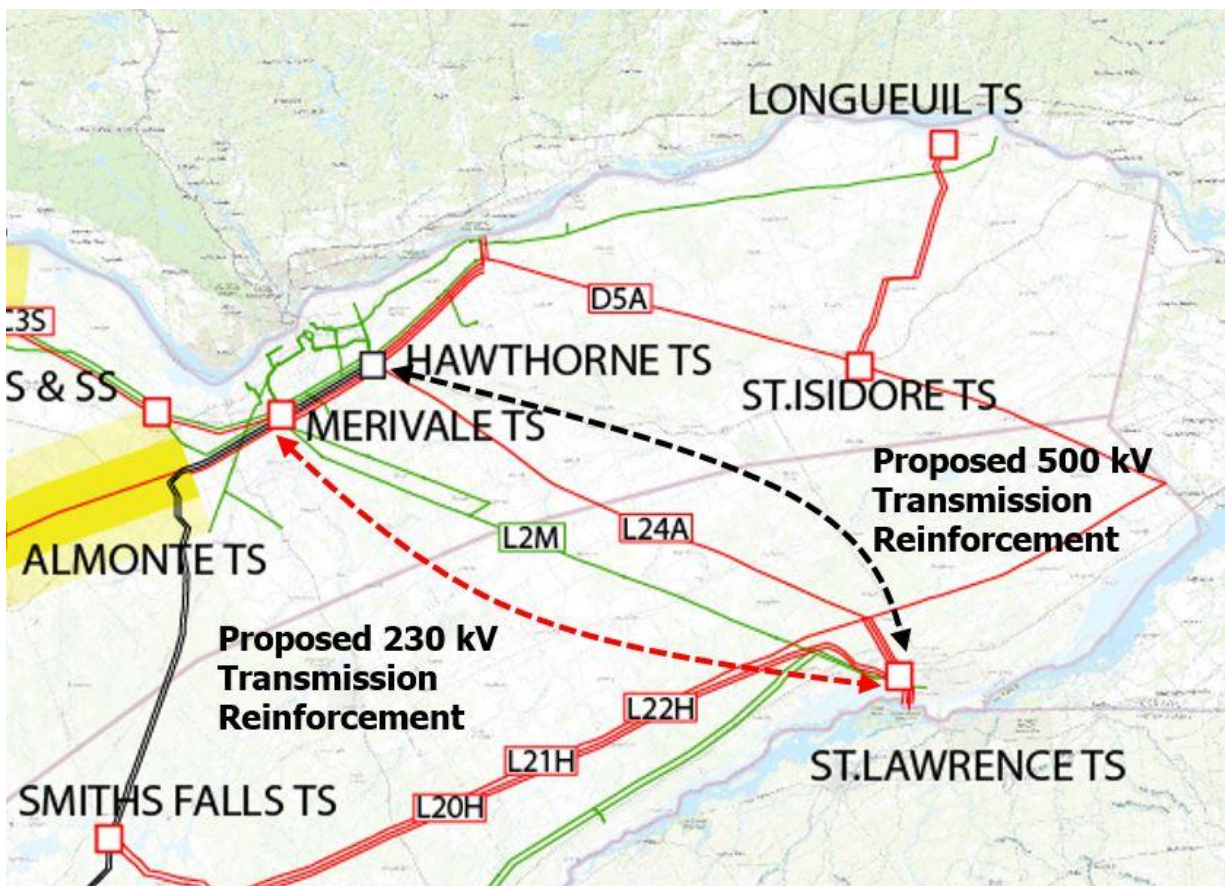 LONGUEUIL TS
D5A
C3S
HAWTHORNE TS
ST.ISIDORE TS
S & SS
MERIVALE TS
Proposed 500 kV
Transmission
Reinforcement
L2M
L24A
ALMONTE TS
Proposed 230 kV
Transmission
Reinforcement
L22H
L21H
ST.LAWRENCE TS
SMITHS FALLS TS
L20H